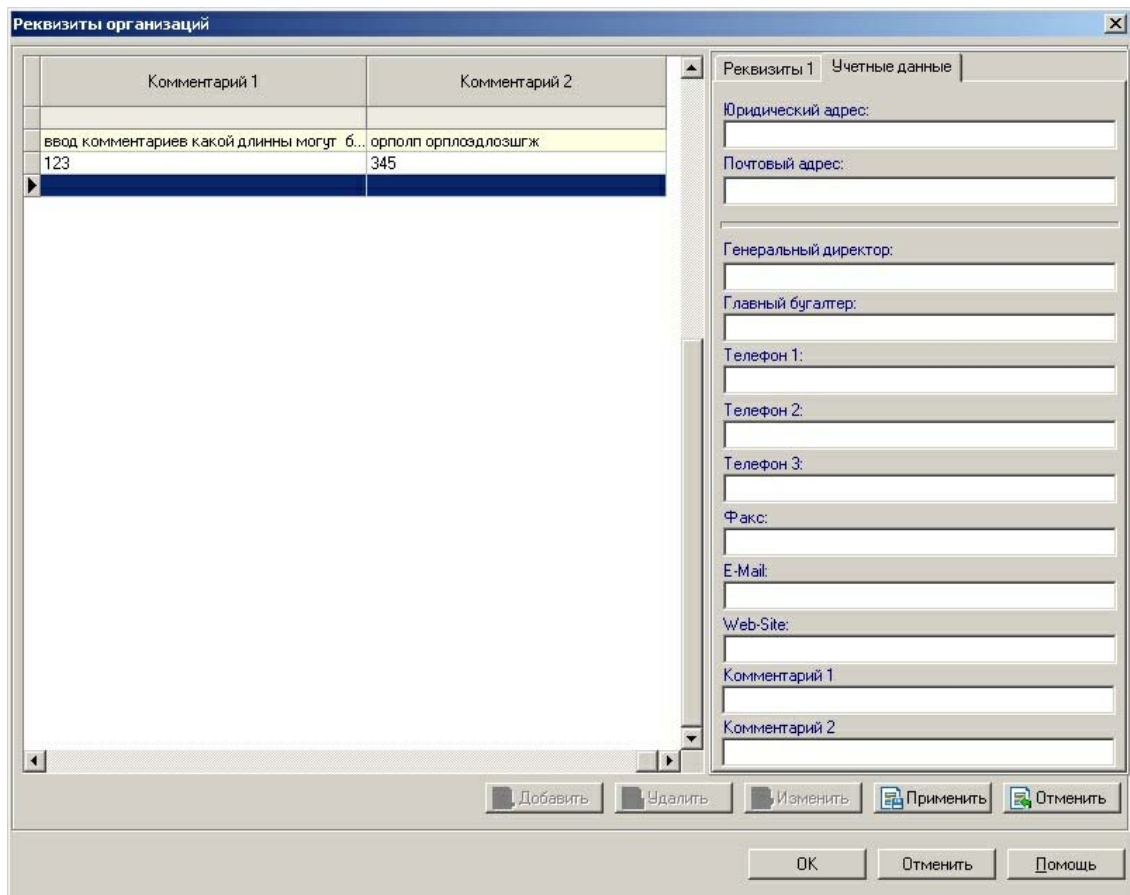 Реквизиты организаций
Комментарий 1 Комментарий 2
ввод комментариев какой длинны могут б... орполп орплоэдлозшгж
123 345
Реквизиты 1 Учетные данные
Юридический адрес:
Почтовый адрес:
Генеральный директор:
Главный бугалтер:
Телефон 1:
Телефон 2:
Телефон 3:
Факс:
E-Mail:
Web-Site:
Комментарий 1
Комментарий 2
Добавить Удалить Изменить Применить Отменить
OK Отменить Помощь